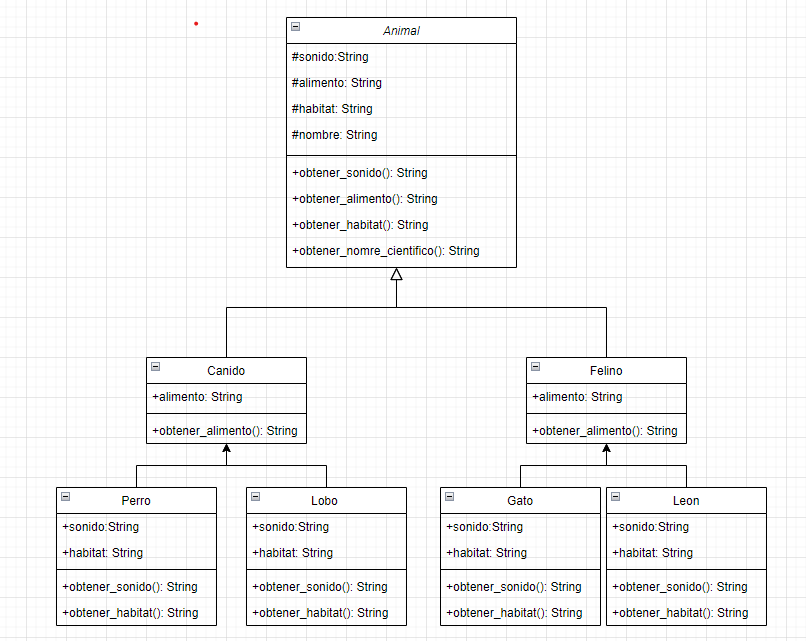 Animal
#sonido:String
#alimento: String
#habitat: String
#nombre: String
+obtener_sonido(): String
+obtener_alimento(): String
+obtener_habitat(): String
+obtener_nomre_cientifico(): String
Canido
+alimento: String
+obtener_alimento(): String
Felino
+alimento: String
+obtener_alimento(): String
Perro
+sonido:String
+habitat: String
+obtener_sonido(): String
+obtener_habitat(): String
Lobo
+sonido:String
+habitat: String
+obtener_sonido(): String
+obtener_habitat(): String
Gato
+sonido:String
+habitat: String
+obtener_sonido(): String
+obtener_habitat(): String
Leon
+sonido:String
+habitat: String
+obtener_sonido(): String
+obtener_habitat(): String